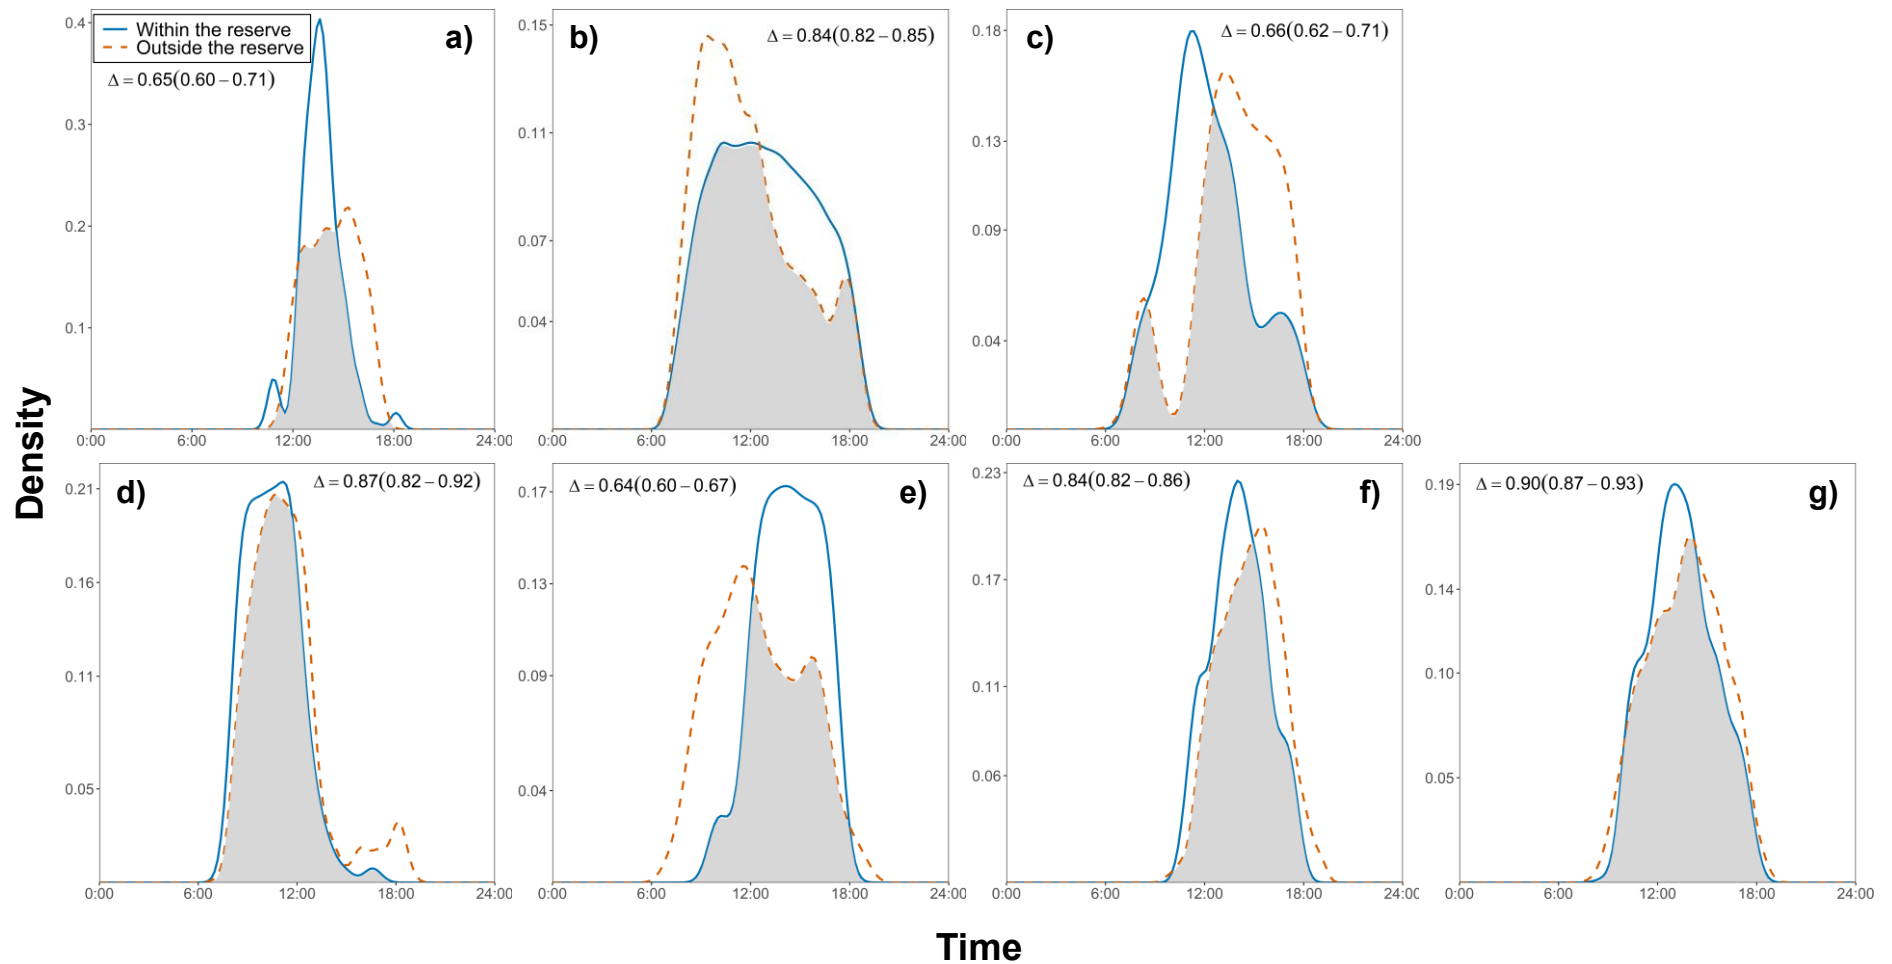 Within the reserve
Outside the reserve
a)
Δ = 0.65(0.60 – 0.71)
0.4
0.3
0.2
0.1
0:00 6:00 12:00 18:00 24:00
b)
Δ = 0.84(0.82 – 0.85)
0.15
0.11
0.07
0.04
0:00 6:00 12:00 18:00 24:00
c)
Δ = 0.66(0.62 – 0.71)
0.18
0.13
0.09
0.04
0:00 6:00 12:00 18:00 24:00
Density
d)
Δ = 0.87(0.82 – 0.92)
0.21
0.16
0.11
0.05
0:00 6:00 12:00 18:00 24:00
Δ = 0.64(0.60 – 0.67)
e)
0.17
0.13
0.09
0.04
0:00 6:00 12:00 18:00 24:00
Δ = 0.84(0.82 – 0.86)
f)
0.23
0.17
0.11
0.06
0:00 6:00 12:00 18:00 24:00
Δ = 0.90(0.87 – 0.93)
g)
0.19
0.14
0.10
0.05
0:00 6:00 12:00 18:00 24:00
Time